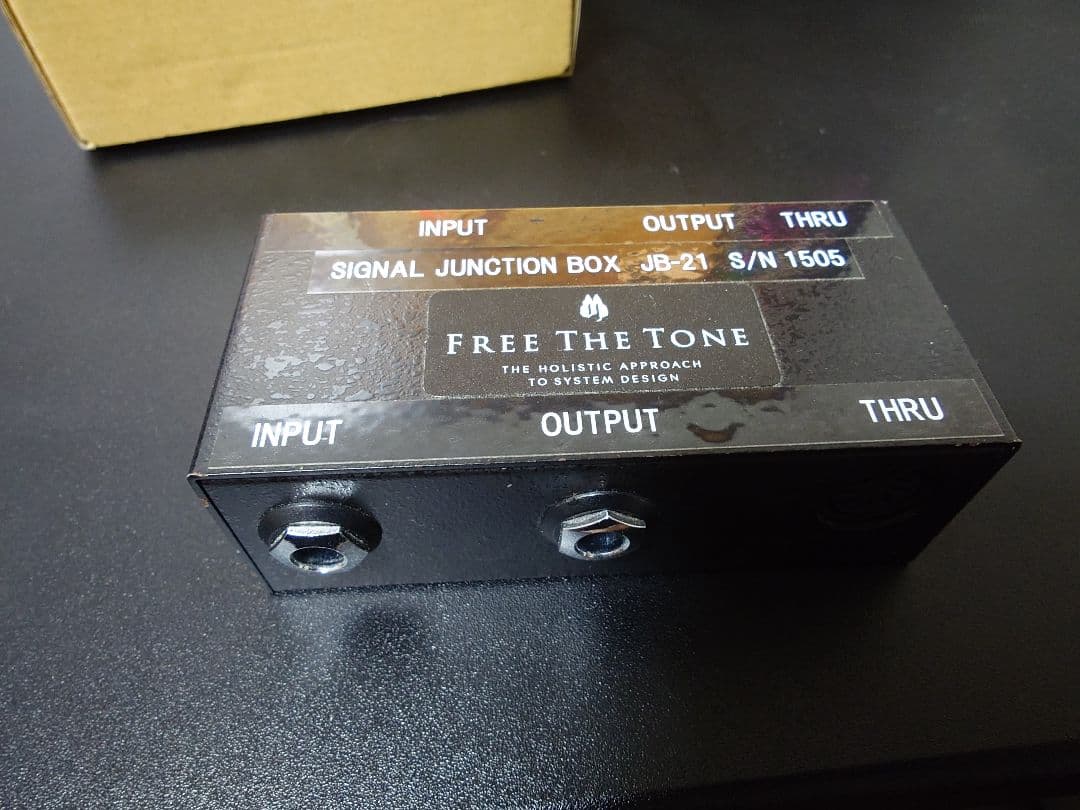 INPUT OUTPUT THRU
SIGNAL JUNCTION BOX JB-21 S/N 1505
FREE THE TONE
THE HOLISTIC APPROACH
TO SYSTEM DESIGN
INPUT OUTPUT THRU